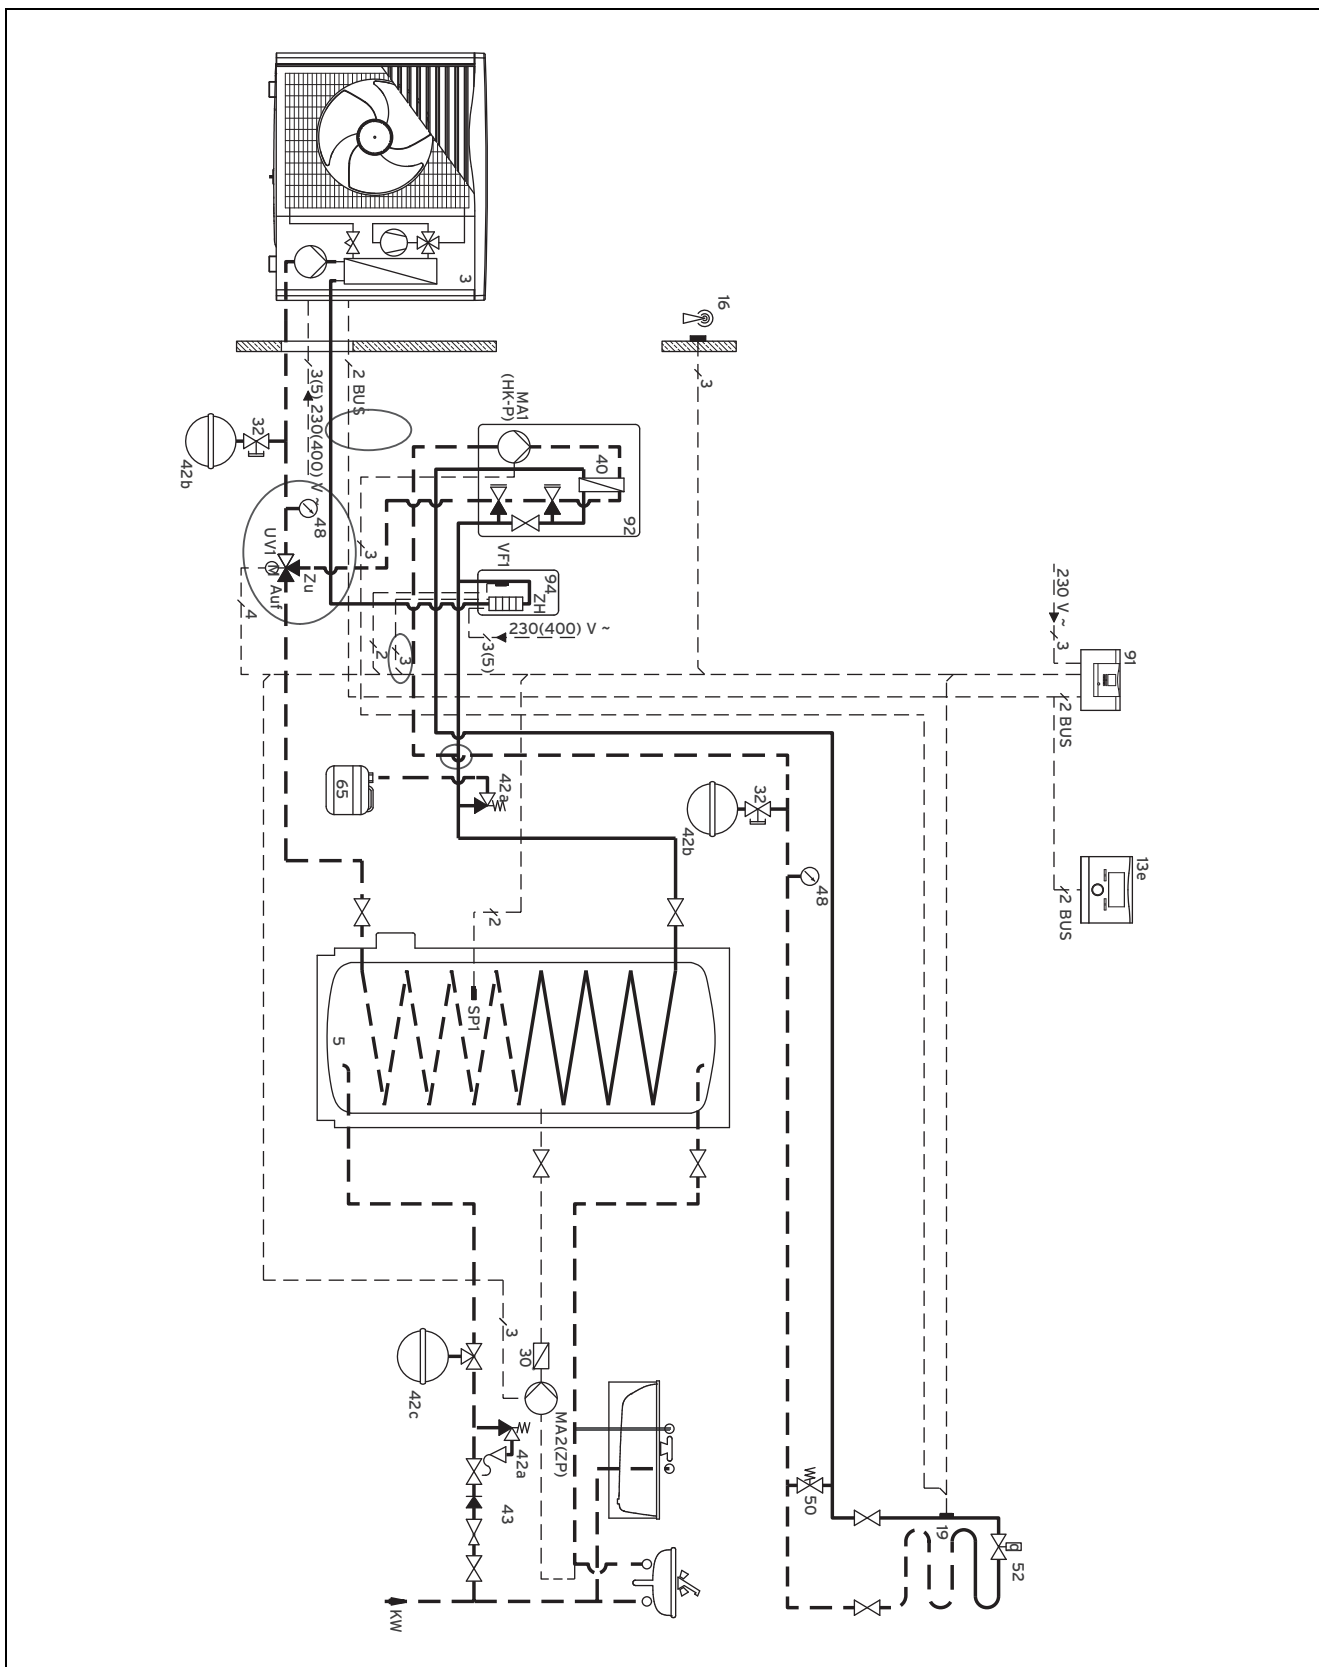 3
16
3
3(5) 230(400) V ~
2 BUS
32
42b
MA1
(HK-P)
40
92
48
UV1
M
Zu
Auf
4
3
VF1
94
ZH
230(400) V ~
3(5)
2
3
230 V ~
3
91
2 BUS
13e
2 BUS
65
42a
32
42b
48
2
SP1
5
3
30
MA2(ZP)
42c
42a
43
KW
50
19
52